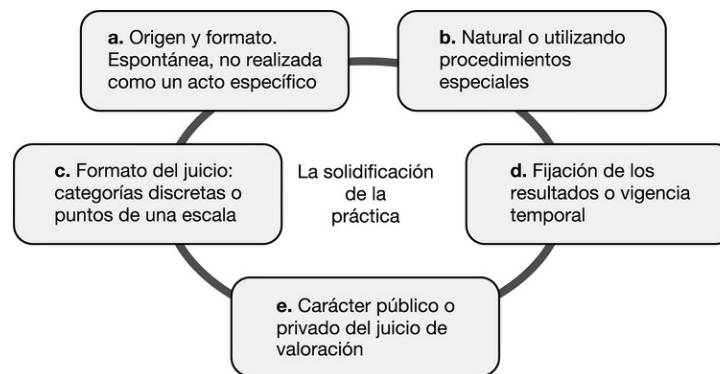 a. Origen y formato.
Espontánea, no realizada
como un acto específico
b. Natural o utilizando
procedimientos
especiales
c. Formato del juicio:
categorías discretas o
puntos de una escala
La solidificación
de la
práctica
d. Fijación de los
resultados o vigencia
temporal
e. Carácter público o
privado del juicio de
valoración